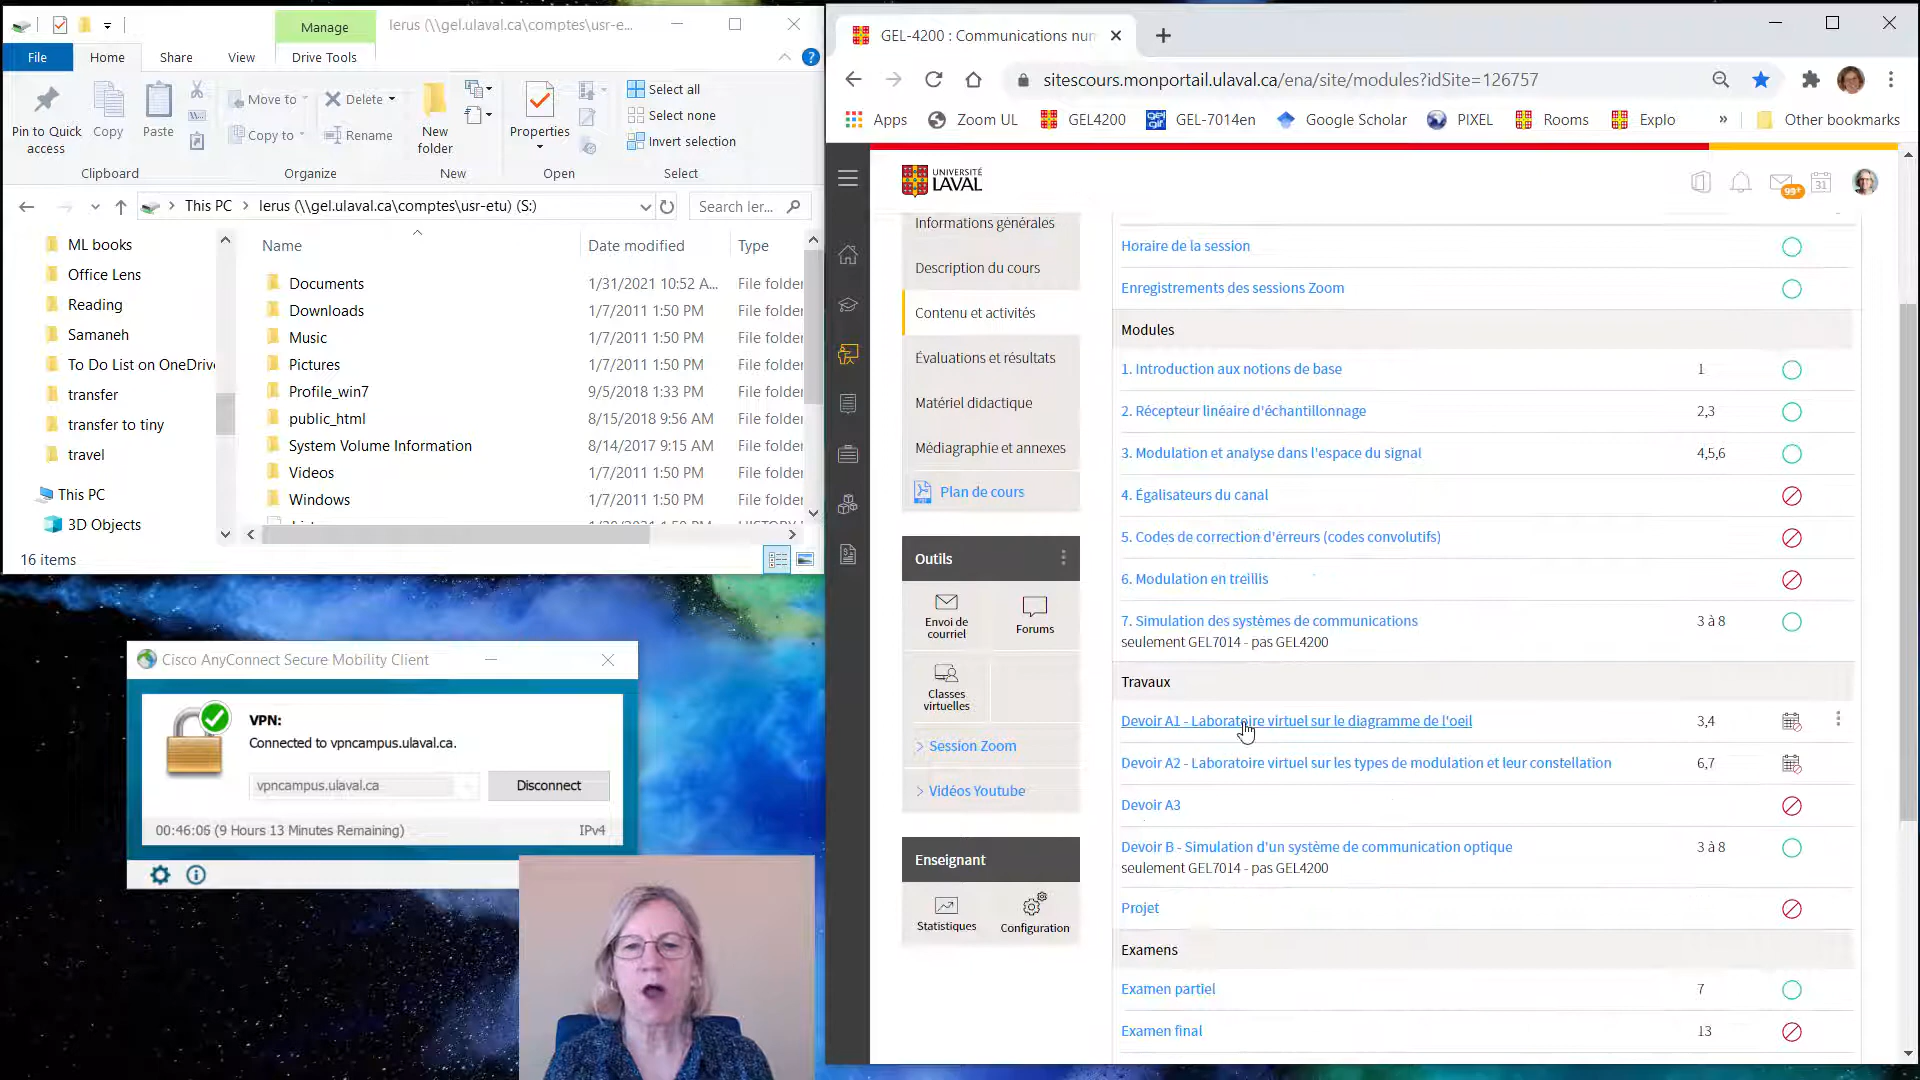 Manage
lerus (\\gel.ulaval.ca\comptes\usr-e...
File
Home
Share
View
Drive Tools
Pin to Quick access
Copy
Paste
Move to
Copy to
Delete
Rename
New folder
Properties
Select all
Select none
Invert selection
Clipboard
Organize
New
Open
Select
This PC
lerus (\\gel.ulaval.ca\comptes\usr-etu) (S:)
Search ler...
ML books
Office Lens
Reading
Samaneh
To Do List on OneDrive
transfer
transfer to tiny
travel
This PC
3D Objects
Name Date modified Type
Documents 1/31/2021 10:52 A... File folder
Downloads 1/7/2011 1:50 PM File folder
Music 1/7/2011 1:50 PM File folder
Pictures 1/7/2011 1:50 PM File folder
Profile_win7 9/5/2018 1:33 PM File folder
public_html 8/15/2018 9:56 AM File folder
System Volume Information 8/14/2017 9:15 AM File folder
Videos 1/7/2011 1:50 PM File folder
Windows 1/7/2011 1:50 PM File folder
16 items
Cisco AnyConnect Secure Mobility Client
VPN:
Connected to vpncampus.ulaval.ca.
vpncampus.ulaval.ca
Disconnect
00:46:06 (9 Hours 13 Minutes Remaining)
IPv4
GEL-4200 : Communications num
sitescours.monportail.ulaval.ca/ena/site/modules?idSite=126757
Apps
Zoom UL
GEL4200
GEL-7014en
Google Scholar
PIXEL
Rooms
Explo
»
Other bookmarks
UNIVERSITÉ
LAVAL
99+
31
Informations générales
Description du cours
Contenu et activités
Évaluations et résultats
Matériel didactique
Médiagraphie et annexes
Plan de cours
Outils
Envoi de courriel
Forums
Classes virtuelles
Session Zoom
Vidéos Youtube
Enseignant
Statistiques
Configuration
Horaire de la session
Enregistrements des sessions Zoom
Modules
1. Introduction aux notions de base 1
2. Récepteur linéaire d'échantillonnage 2,3
3. Modulation et analyse dans l'espace du signal 4,5,6
4. Égalisateurs du canal
5. Codes de correction d'érreurs (codes convolutifs)
6. Modulation en treillis
7. Simulation des systèmes de communications 3 à 8
seulement GEL7014 - pas GEL4200
Travaux
Devoir A1 - Laboratoire virtuel sur le diagramme de l'oeil 3,4
Devoir A2 - Laboratoire virtuel sur les types de modulation et leur constellation 6,7
Devoir A3
Devoir B - Simulation d'un système de communication optique 3 à 8
seulement GEL7014 - pas GEL4200
Projet
Examens
Examen partiel 7
Examen final 13